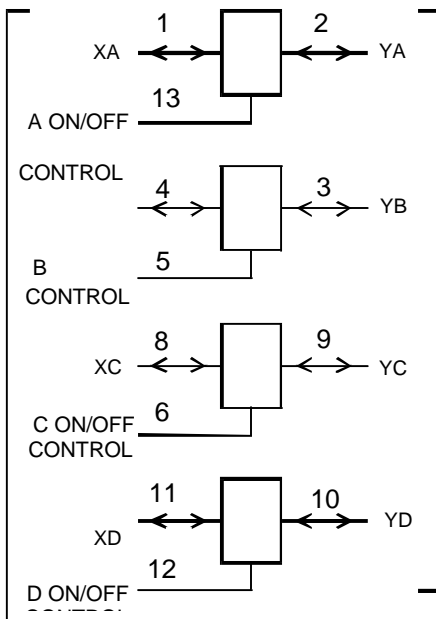 1 2
XA YA
13
A ON/OFF
CONTROL
4 3
YB
5
B
CONTROL
8 9
XC YC
6
C ON/OFF
CONTROL
11 10
XD YD
12
D ON/OFF